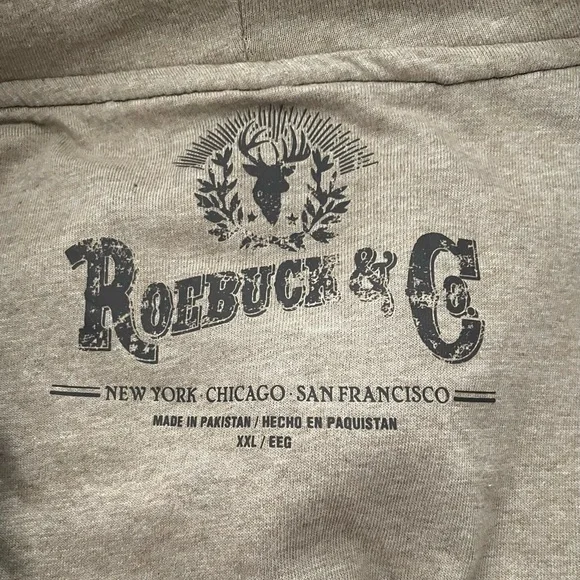 ROEBUCK & Co.
NEW YORK · CHICAGO · SAN FRANCISCO
MADE IN PAKISTAN / HECHO EN PAQUISTAN
XXL / EEG